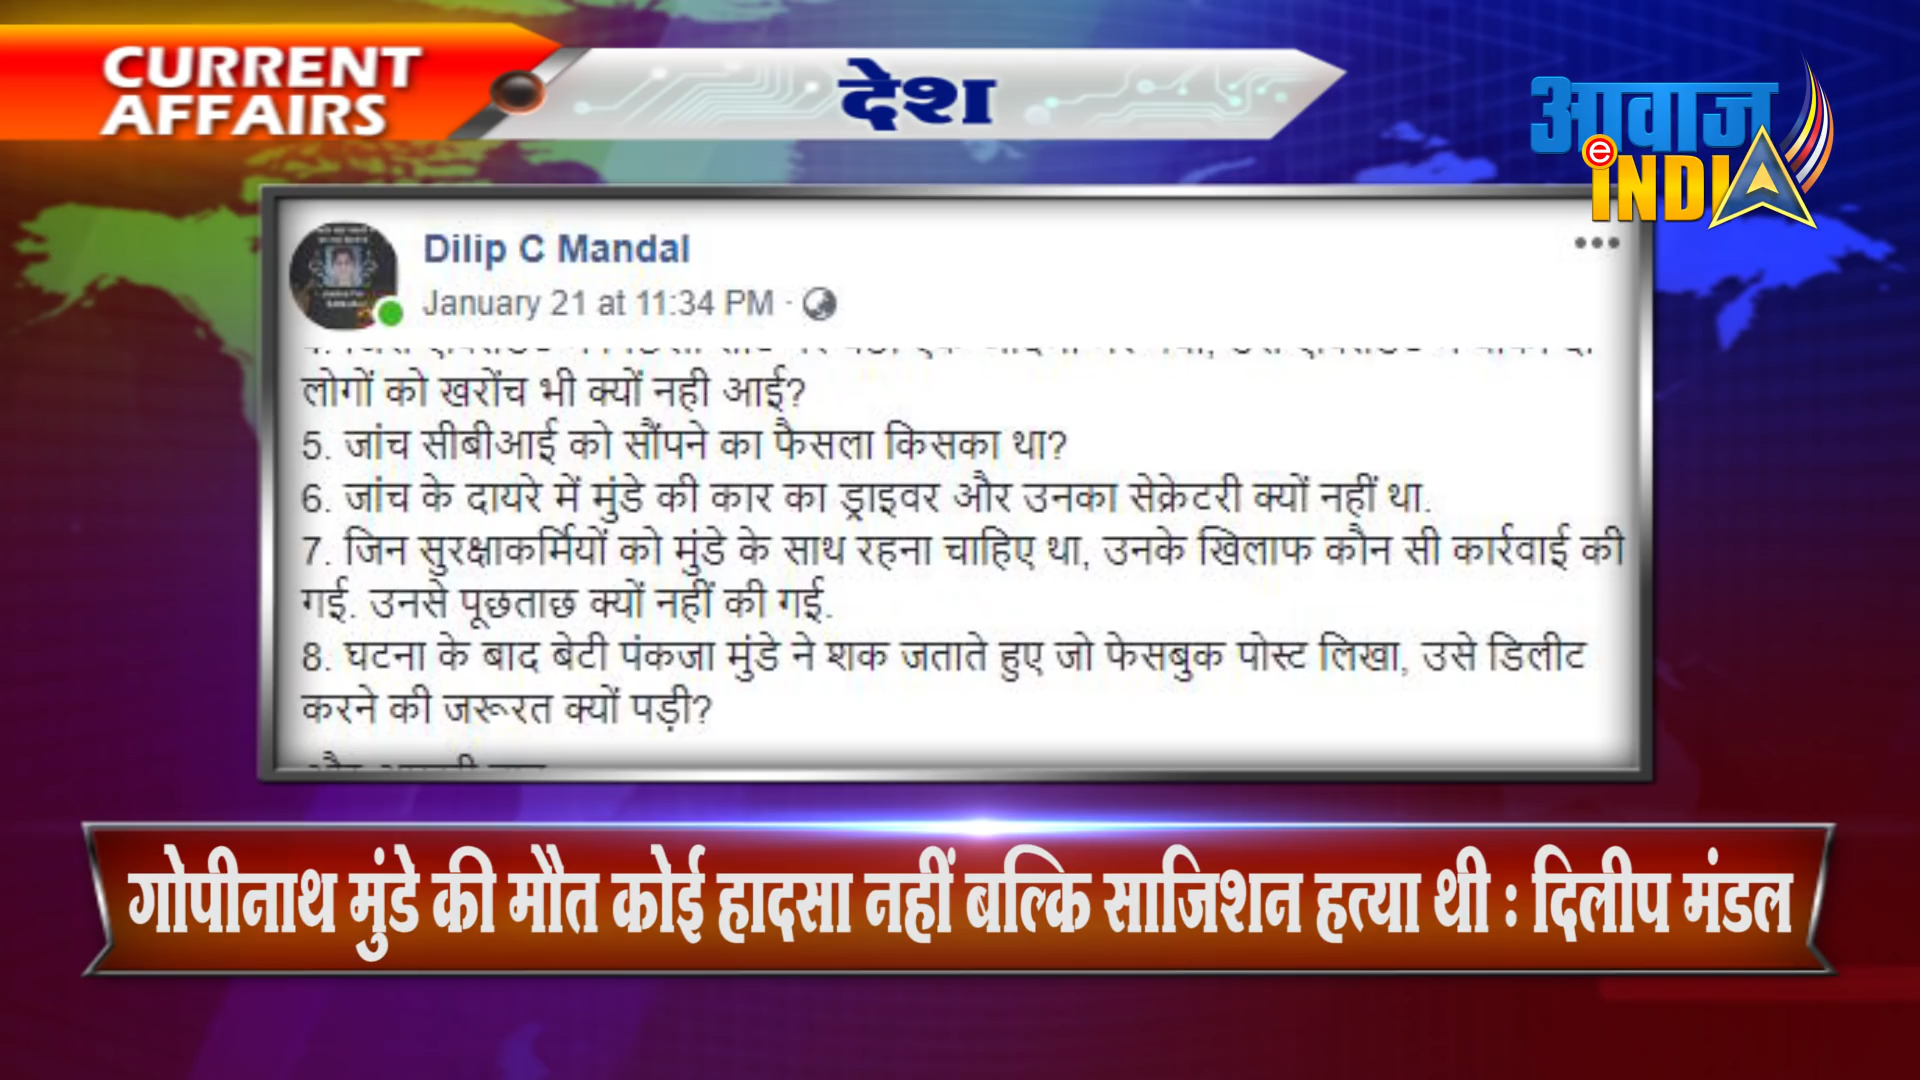 CURRENT
AFFAIRS
देश
आवाज
e INDIA
Dilip C Mandal
January 21 at 11:34 PM ·
लोगों को खरोंच भी क्यों नही आई?
5. जांच सीबीआई को सौंपने का फैसला किसका था?
6. जांच के दायरे में मुंडे की कार का ड्राइवर और उनका सेक्रेटरी क्यों नहीं था.
7. जिन सुरक्षाकर्मियों को मुंडे के साथ रहना चाहिए था, उनके खिलाफ कौन सी कार्रवाई की
गई. उनसे पूछताछ क्यों नहीं की गई.
8. घटना के बाद बेटी पंकजा मुंडे ने शक जताते हुए जो फेसबुक पोस्ट लिखा, उसे डिलीट
करने की जरूरत क्यों पड़ी?
गोपीनाथ मुंडे की मौत कोई हादसा नहीं बल्कि साजिशन हत्या थी : दिलीप मंडल